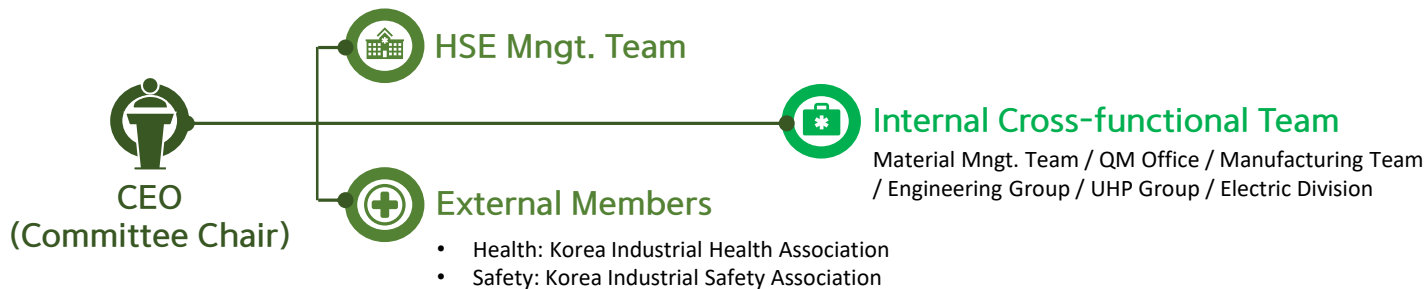 HSE Mngt. Team
CEO
(Committee Chair)
Internal Cross-functional Team
Material Mngt. Team / QM Office / Manufacturing Team
/ Engineering Group / UHP Group / Electric Division
External Members
• Health: Korea Industrial Health Association
• Safety: Korea Industrial Safety Association